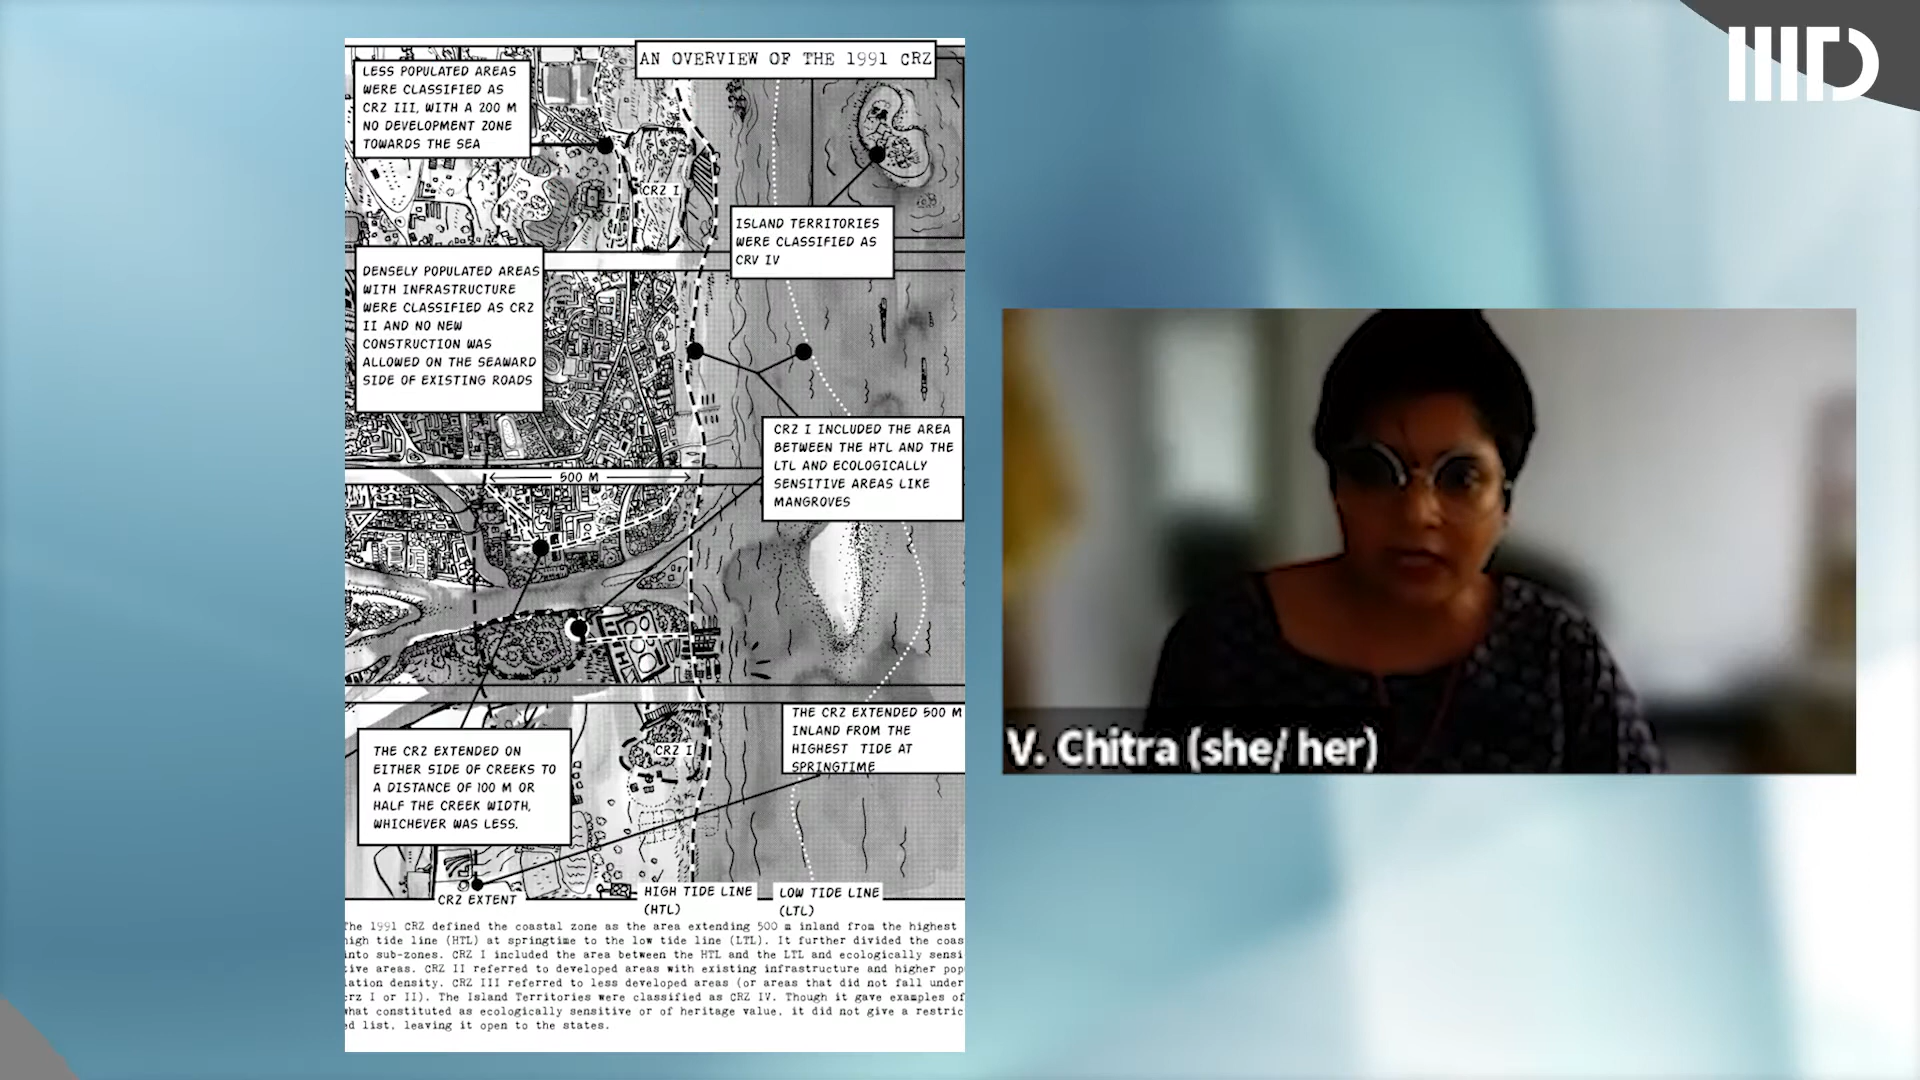 AN OVERVIEW OF THE 1991 CRZ
LESS POPULATED AREAS
WERE CLASSIFIED AS
CRZ III, WITH A 200 M
NO DEVELOPMENT ZONE
TOWARDS THE SEA
CRZ I
ISLAND TERRITORIES
WERE CLASSIFIED AS
CRV IV
DENSELY POPULATED AREAS
WITH INFRASTRUCTURE
WERE CLASSIFIED AS CRZ
II AND NO NEW
CONSTRUCTION WAS
ALLOWED ON THE SEAWARD
SIDE OF EXISTING ROADS
CRZ I INCLUDED THE AREA
BETWEEN THE HTL AND THE
LTL AND ECOLOGICALLY
SENSITIVE AREAS LIKE
MANGROVES
500 M
THE CRZ EXTENDED 500 M
INLAND FROM THE
HIGHEST TIDE AT
SPRINGTIME
CRZ I
THE CRZ EXTENDED ON
EITHER SIDE OF CREEKS TO
A DISTANCE OF 100 M OR
HALF THE CREEK WIDTH,
WHICHEVER WAS LESS.
CRZ EXTENT
HIGH TIDE LINE
(HTL)
LOW TIDE LINE
(LTL)
The 1991 CRZ defined the coastal zone as the area extending 500 m inland from the highest
high tide line (HTL) at springtime to the low tide line (LTL). It further divided the coas
into sub-zones. CRZ I included the area between the HTL and the LTL and ecologically sensi
tive areas. CRZ II referred to developed areas with existing infrastructure and higher pop
lation density. CRZ III referred to less developed areas (or areas that did not fall under
crz I or II). The Island Territories were classified as CRZ IV. Though it gave examples of
what constituted as ecologically sensitive or of heritage value, it did not give a restric
ed list, leaving it open to the states.
V. Chitra (she/ her)
IIITD